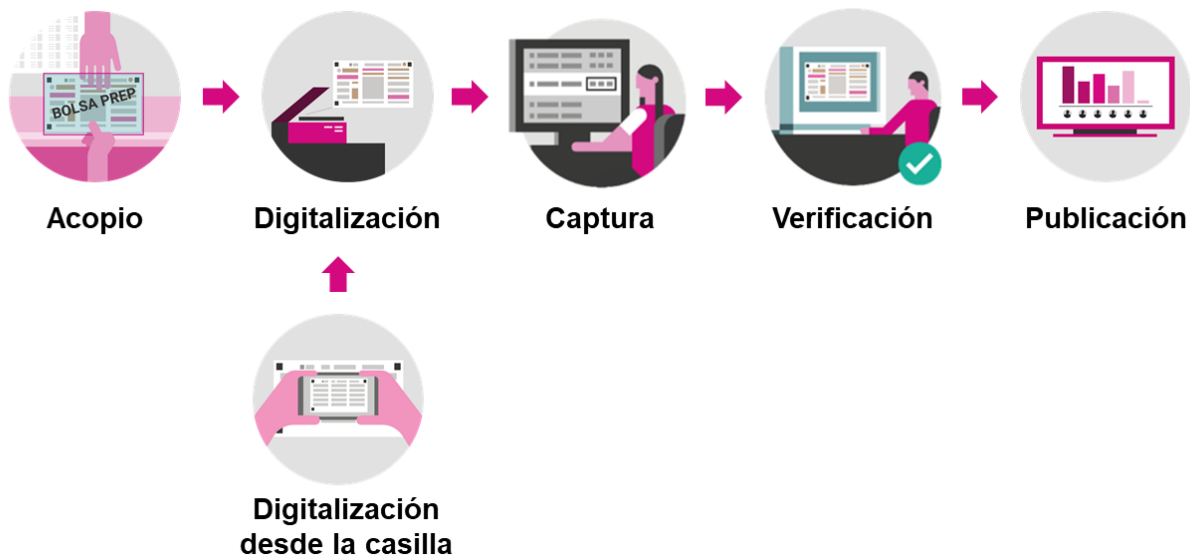 BOLSA PREP
Acopio
Digitalización
Captura
Verificación
Publicación
Digitalización
desde la casilla